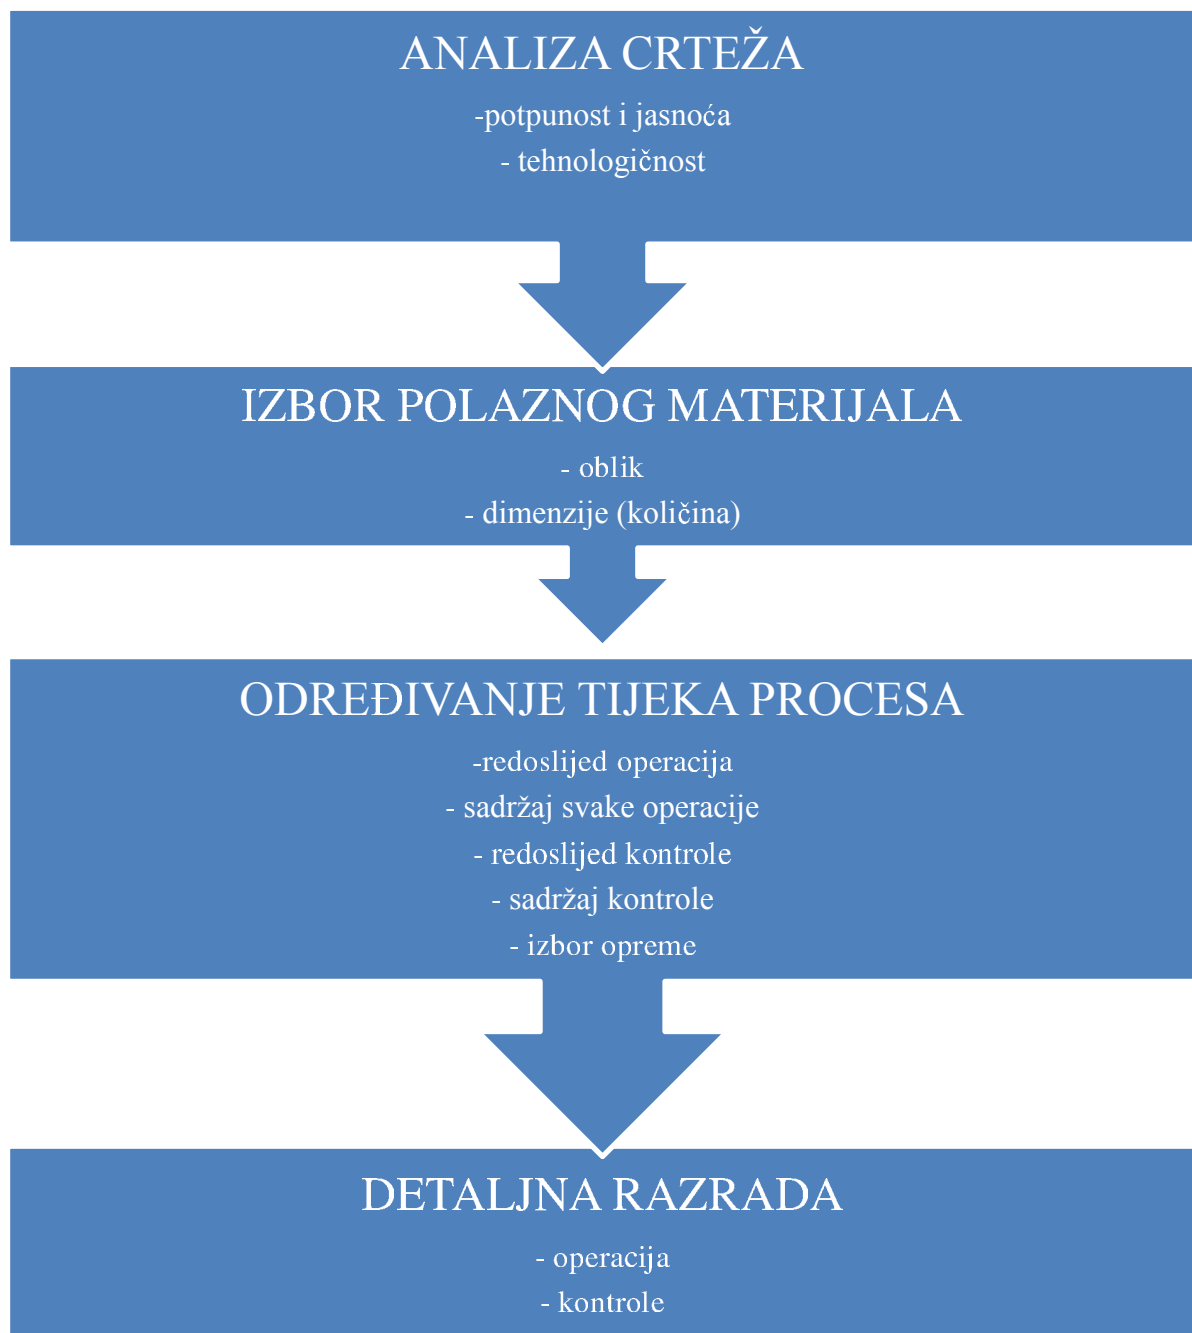 ANALIZA CRTEŽA
-potpunost i jasnoća
- tehnologičnost
IZBOR POLAZNOG MATERIJALA
- oblik
- dimenzije (količina)
ODREĐIVANJE TIJEKA PROCESA
-redoslijed operacija
- sadržaj svake operacije
- redoslijed kontrole
- sadržaj kontrole
- izbor opreme
DETALJNA RAZRADA
- operacija
- kontrole